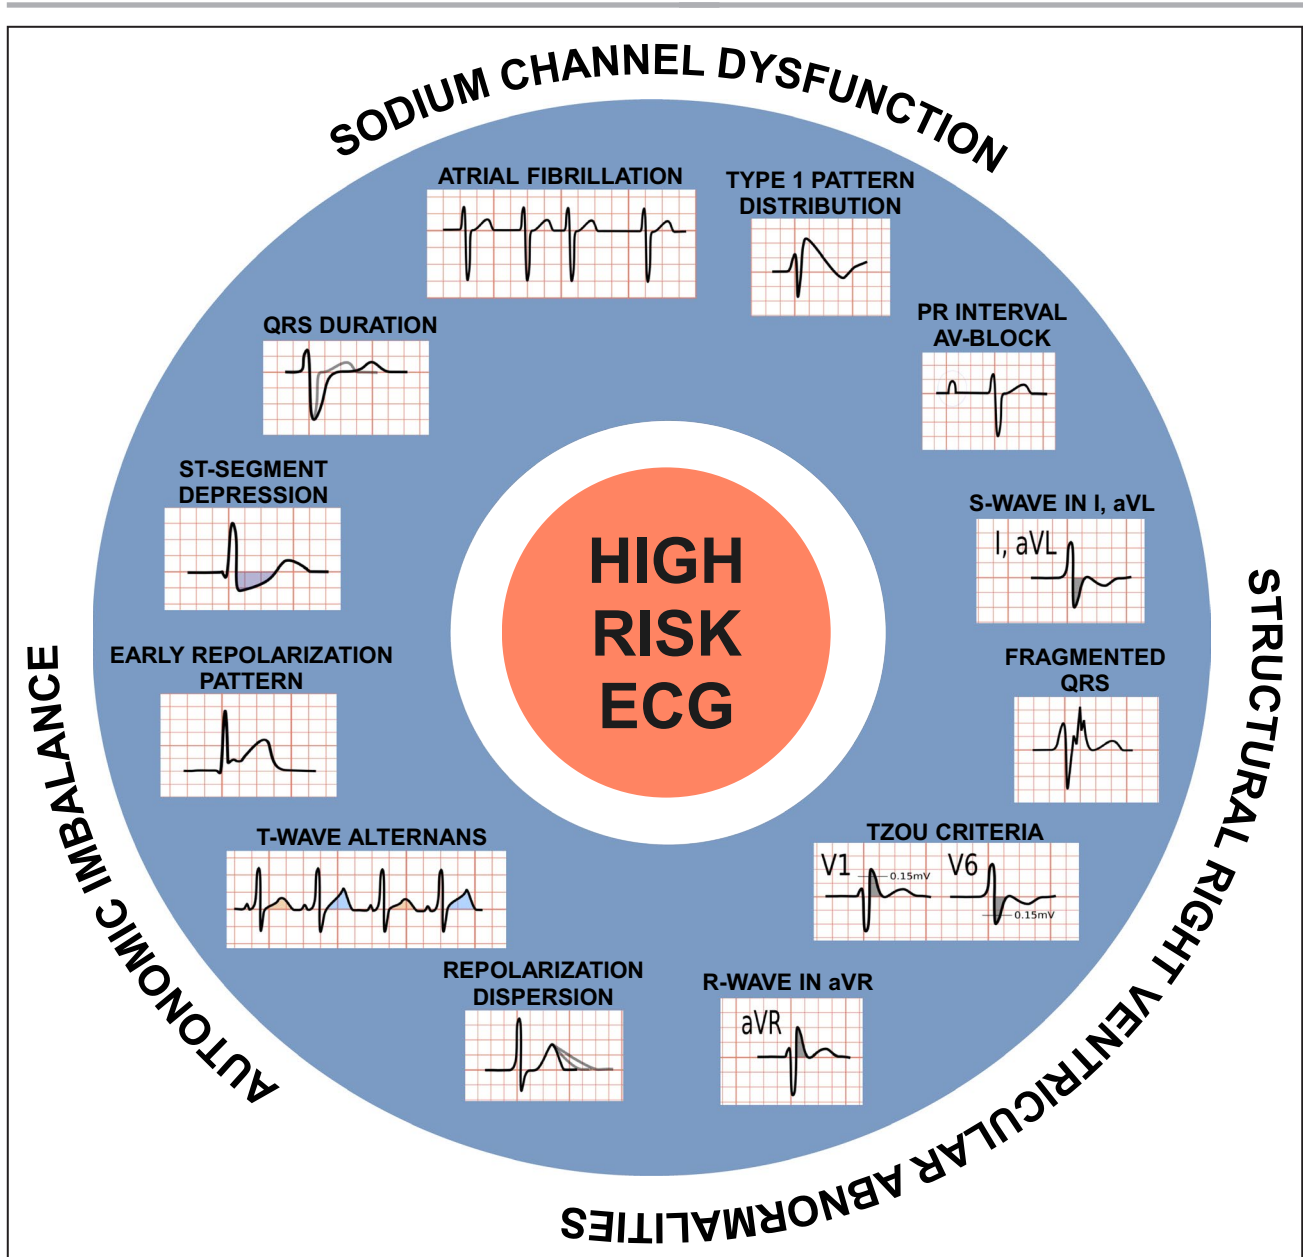 SODIUM CHANNEL DYSFUNCTION
ATRIAL FIBRILLATION
TYPE 1 PATTERN
DISTRIBUTION
QRS DURATION
PR INTERVAL
AV-BLOCK
ST-SEGMENT
DEPRESSION
S-WAVE IN I, aVL
I, aVL
HIGH
RISK
ECG
EARLY REPOLARIZATION
PATTERN
FRAGMENTED
QRS
T-WAVE ALTERNANS
TZOU CRITERIA
V1
0.15mV
V6
0.15mV
REPOLARIZATION
DISPERSION
R-WAVE IN aVR
aVR
AUTONOMIC IMBALANCE
STRUCTURAL RIGHT VENTRICULAR ABNORMALITIES